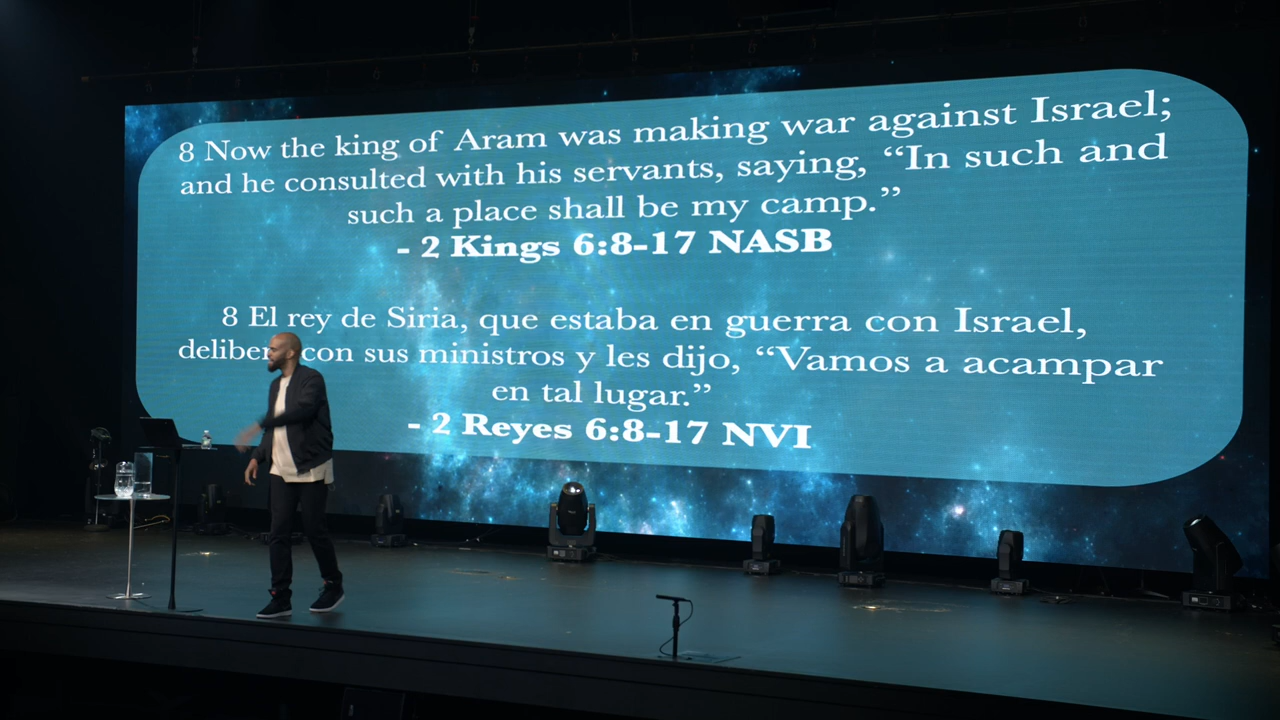 8 Now the king of Aram was making war against Israel;
and he consulted with his servants, saying, “In such and
such a place shall be my camp.”
- 2 Kings 6:8-17 NASB
8 El rey de Siria, que estaba en guerra con Israel,
con sus ministros y les dijo, “Vamos a acampar
en tal lugar.”
- 2 Reyes 6:8-17 NVI